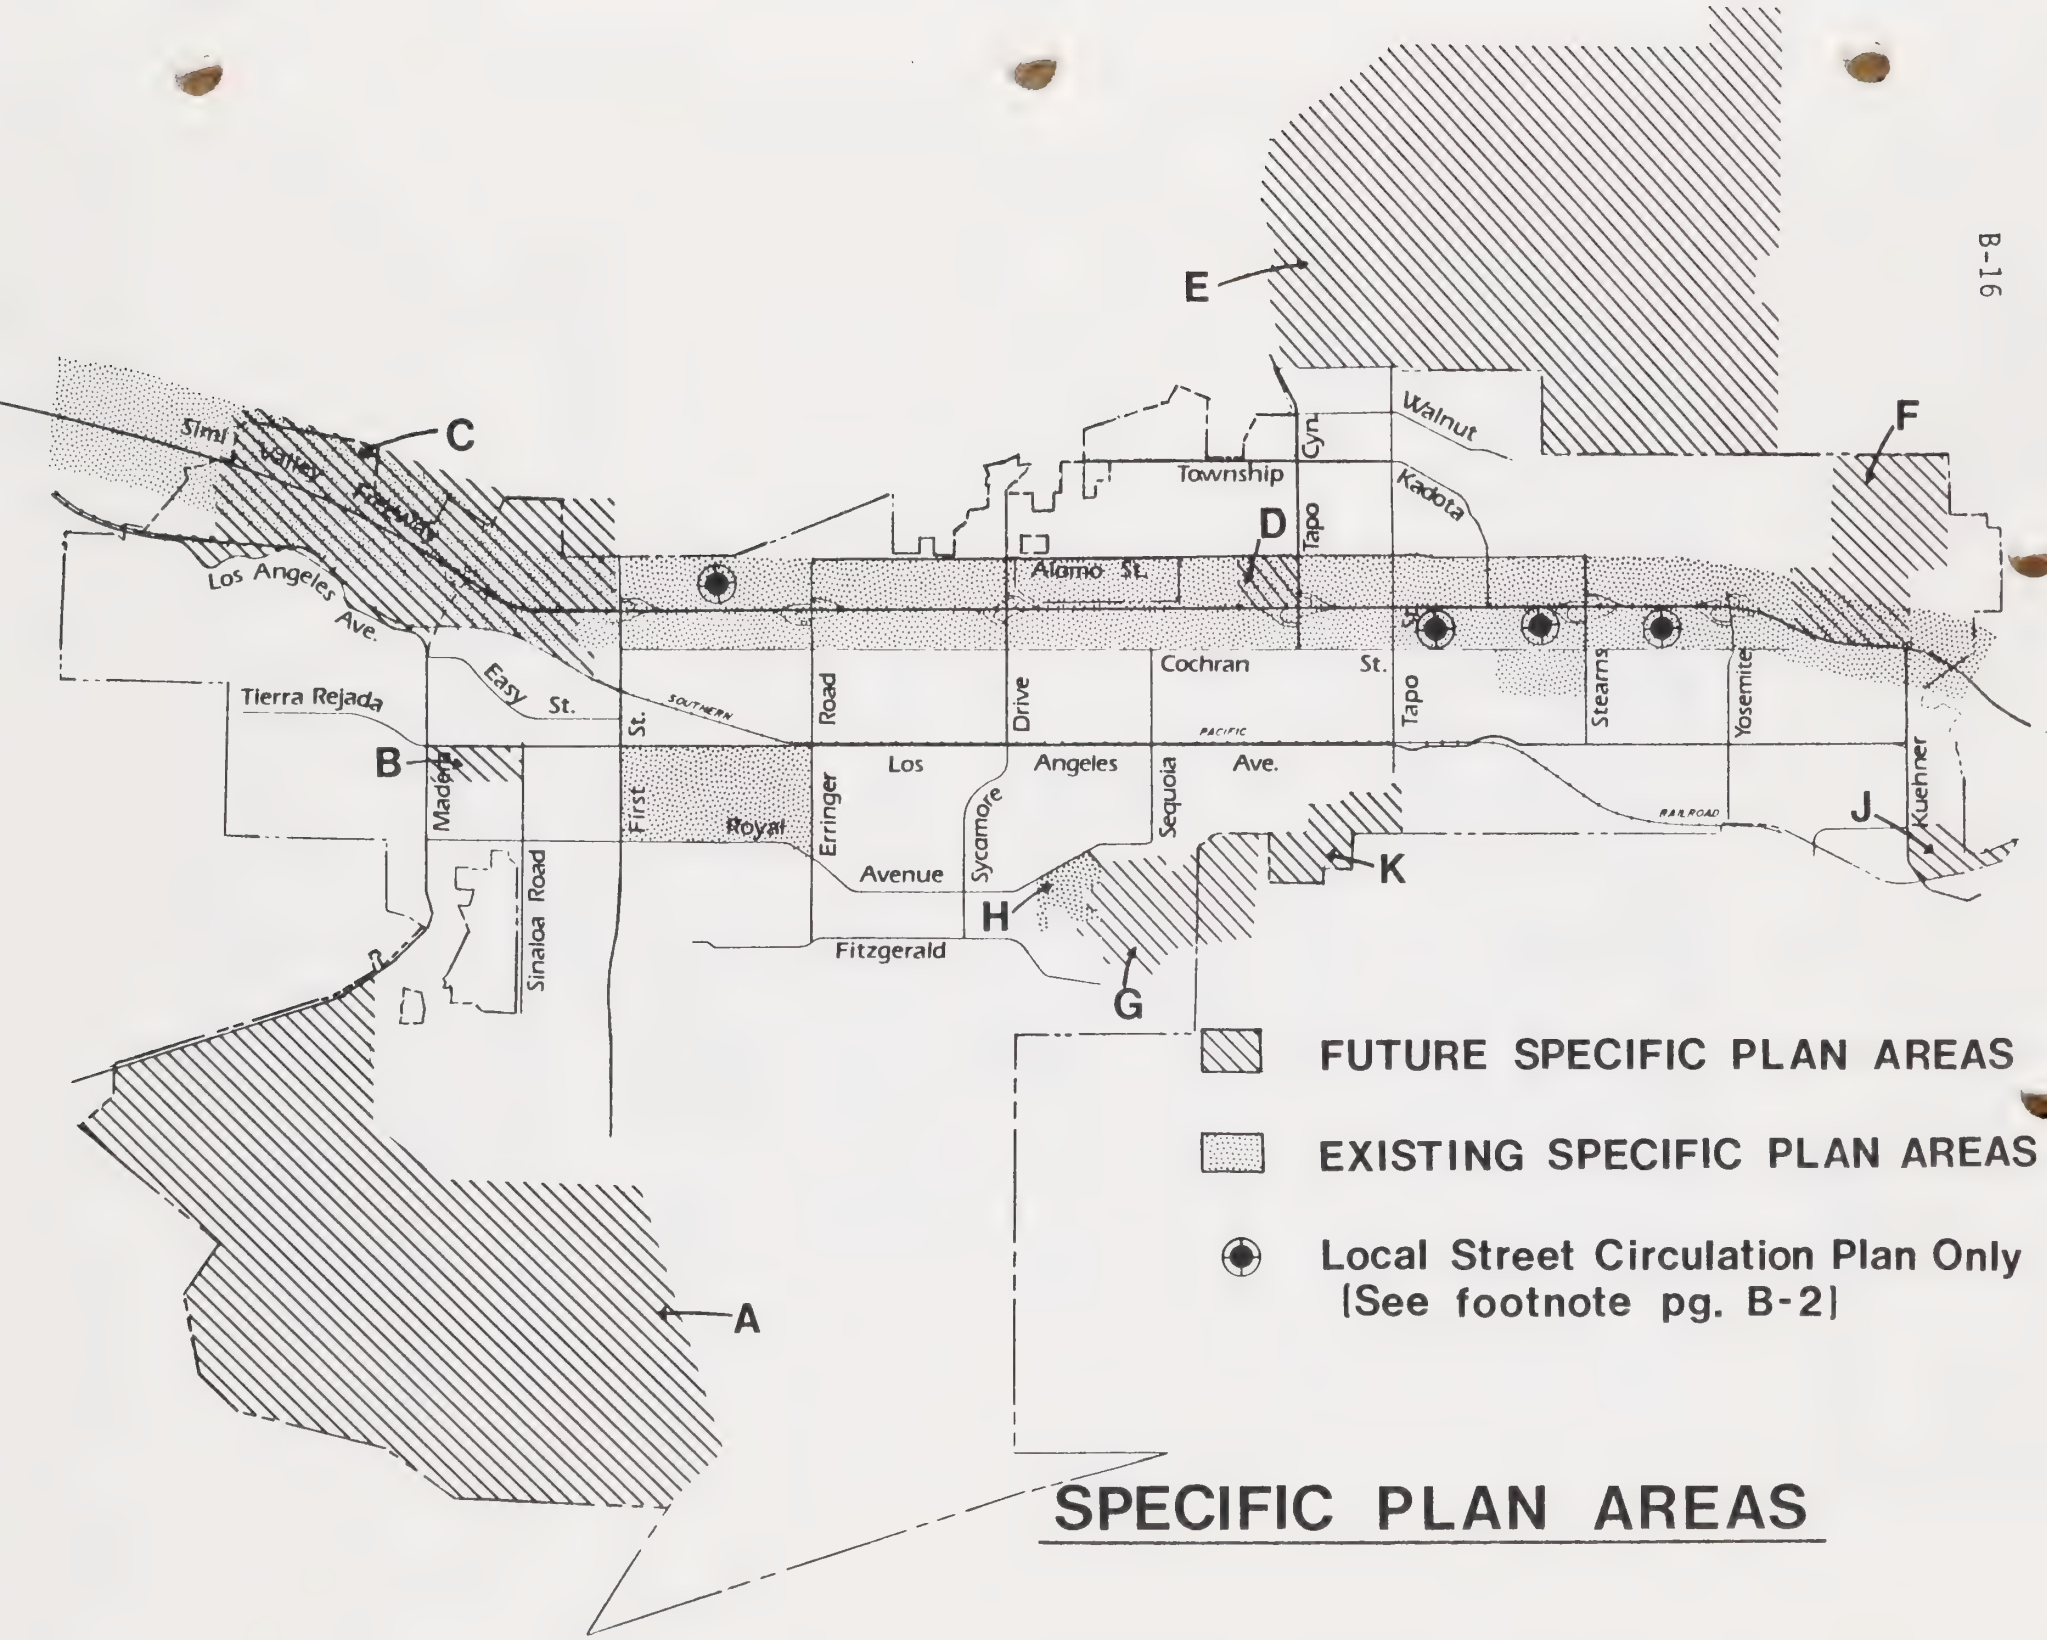 B-16
E
F
C
Simi
Valley
Freeway
Walnut
Cyn.
Township
Kadota
D
Tapo
Los Angeles
Ave.
Alamo St.
St.
Cochran
St.
Easy
St.
Tierra Rejada
SOUTHERN
Road
Drive
Tapo
Stearns
Yosemite
St.
PACIFIC
B
Madera
Los
Angeles
Ave.
First
Royal
Erringer
Sycamore
Sequoia
Kuehner
RAILROAD
J
K
Avenue
Sinaloa Road
H
Fitzgerald
G
FUTURE SPECIFIC PLAN AREAS
EXISTING SPECIFIC PLAN AREAS
Local Street Circulation Plan Only
(See footnote pg. B-2)
A
SPECIFIC PLAN AREAS